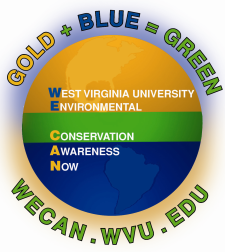 GOLD + BLUE = GREEN
WEST VIRGINIA UNIVERSITY
ENVIRONMENTAL
CONSERVATION
AWARENESS
NOW
WECAN.WVU.EDU